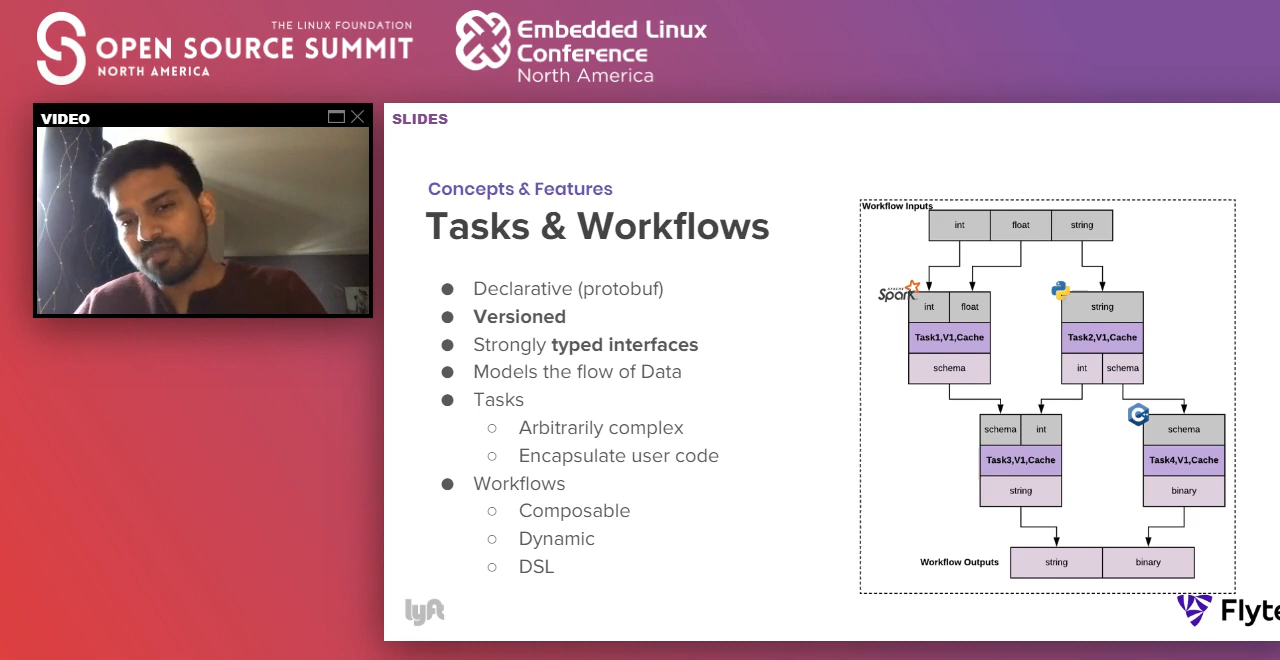 THE LINUX FOUNDATION
OPEN SOURCE SUMMIT
NORTH AMERICA
Embedded Linux
Conference
North America
VIDEO
SLIDES
Concepts & Features
Tasks & Workflows
● Declarative (protobuf)
● Versioned
● Strongly typed interfaces
● Models the flow of Data
● Tasks
○ Arbitrarily complex
○ Encapsulate user code
● Workflows
○ Composable
○ Dynamic
○ DSL
Workflow Inputs
int float string
APACHE
Spark
int float
Task1,V1,Cache
schema
string
Task2,V1,Cache
int schema
schema int
Task3,V1,Cache
string
C++
schema
Task4,V1,Cache
binary
Workflow Outputs
string binary
lyft
Flyte